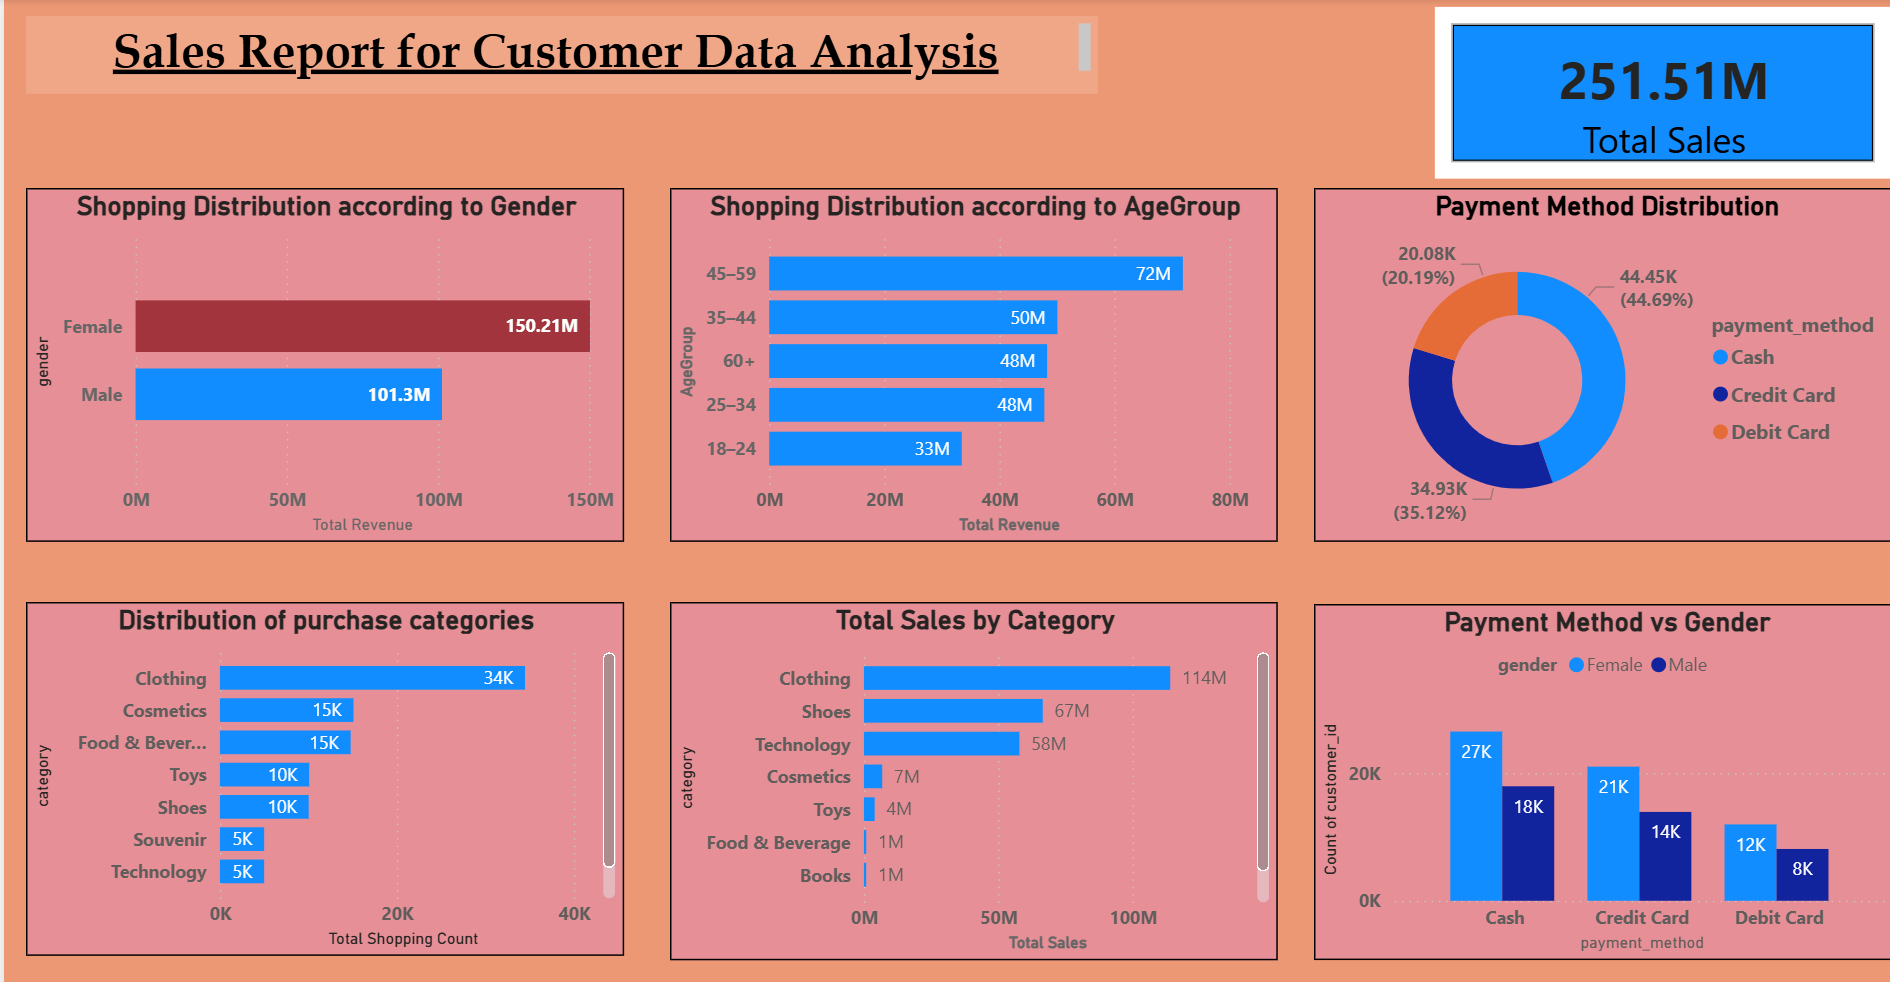 Sales Report for Customer Data Analysis
251.51M
Total Sales
Shopping Distribution according to Gender
gender
Female
150.21M
Male
101.3M
0M 50M 100M 150M
Total Revenue
Shopping Distribution according to AgeGroup
AgeGroup
45–59 72M
35–44 50M
60+ 48M
25–34 48M
18–24 33M
0M 20M 40M 60M 80M
Total Revenue
Payment Method Distribution
20.08K
(20.19%)
44.45K
(44.69%)
34.93K
(35.12%)
payment_method
Cash
Credit Card
Debit Card
Distribution of purchase categories
category
Clothing 34K
Cosmetics 15K
Food & Bever... 15K
Toys 10K
Shoes 10K
Souvenir 5K
Technology 5K
0K 20K 40K
Total Shopping Count
Total Sales by Category
category
Clothing 114M
Shoes 67M
Technology 58M
Cosmetics 7M
Toys 4M
Food & Beverage 1M
Books 1M
0M 50M 100M
Total Sales
Payment Method vs Gender
gender Female Male
Count of customer_id
20K
0K
27K 18K 21K 14K 12K 8K
Cash Credit Card Debit Card
payment_method